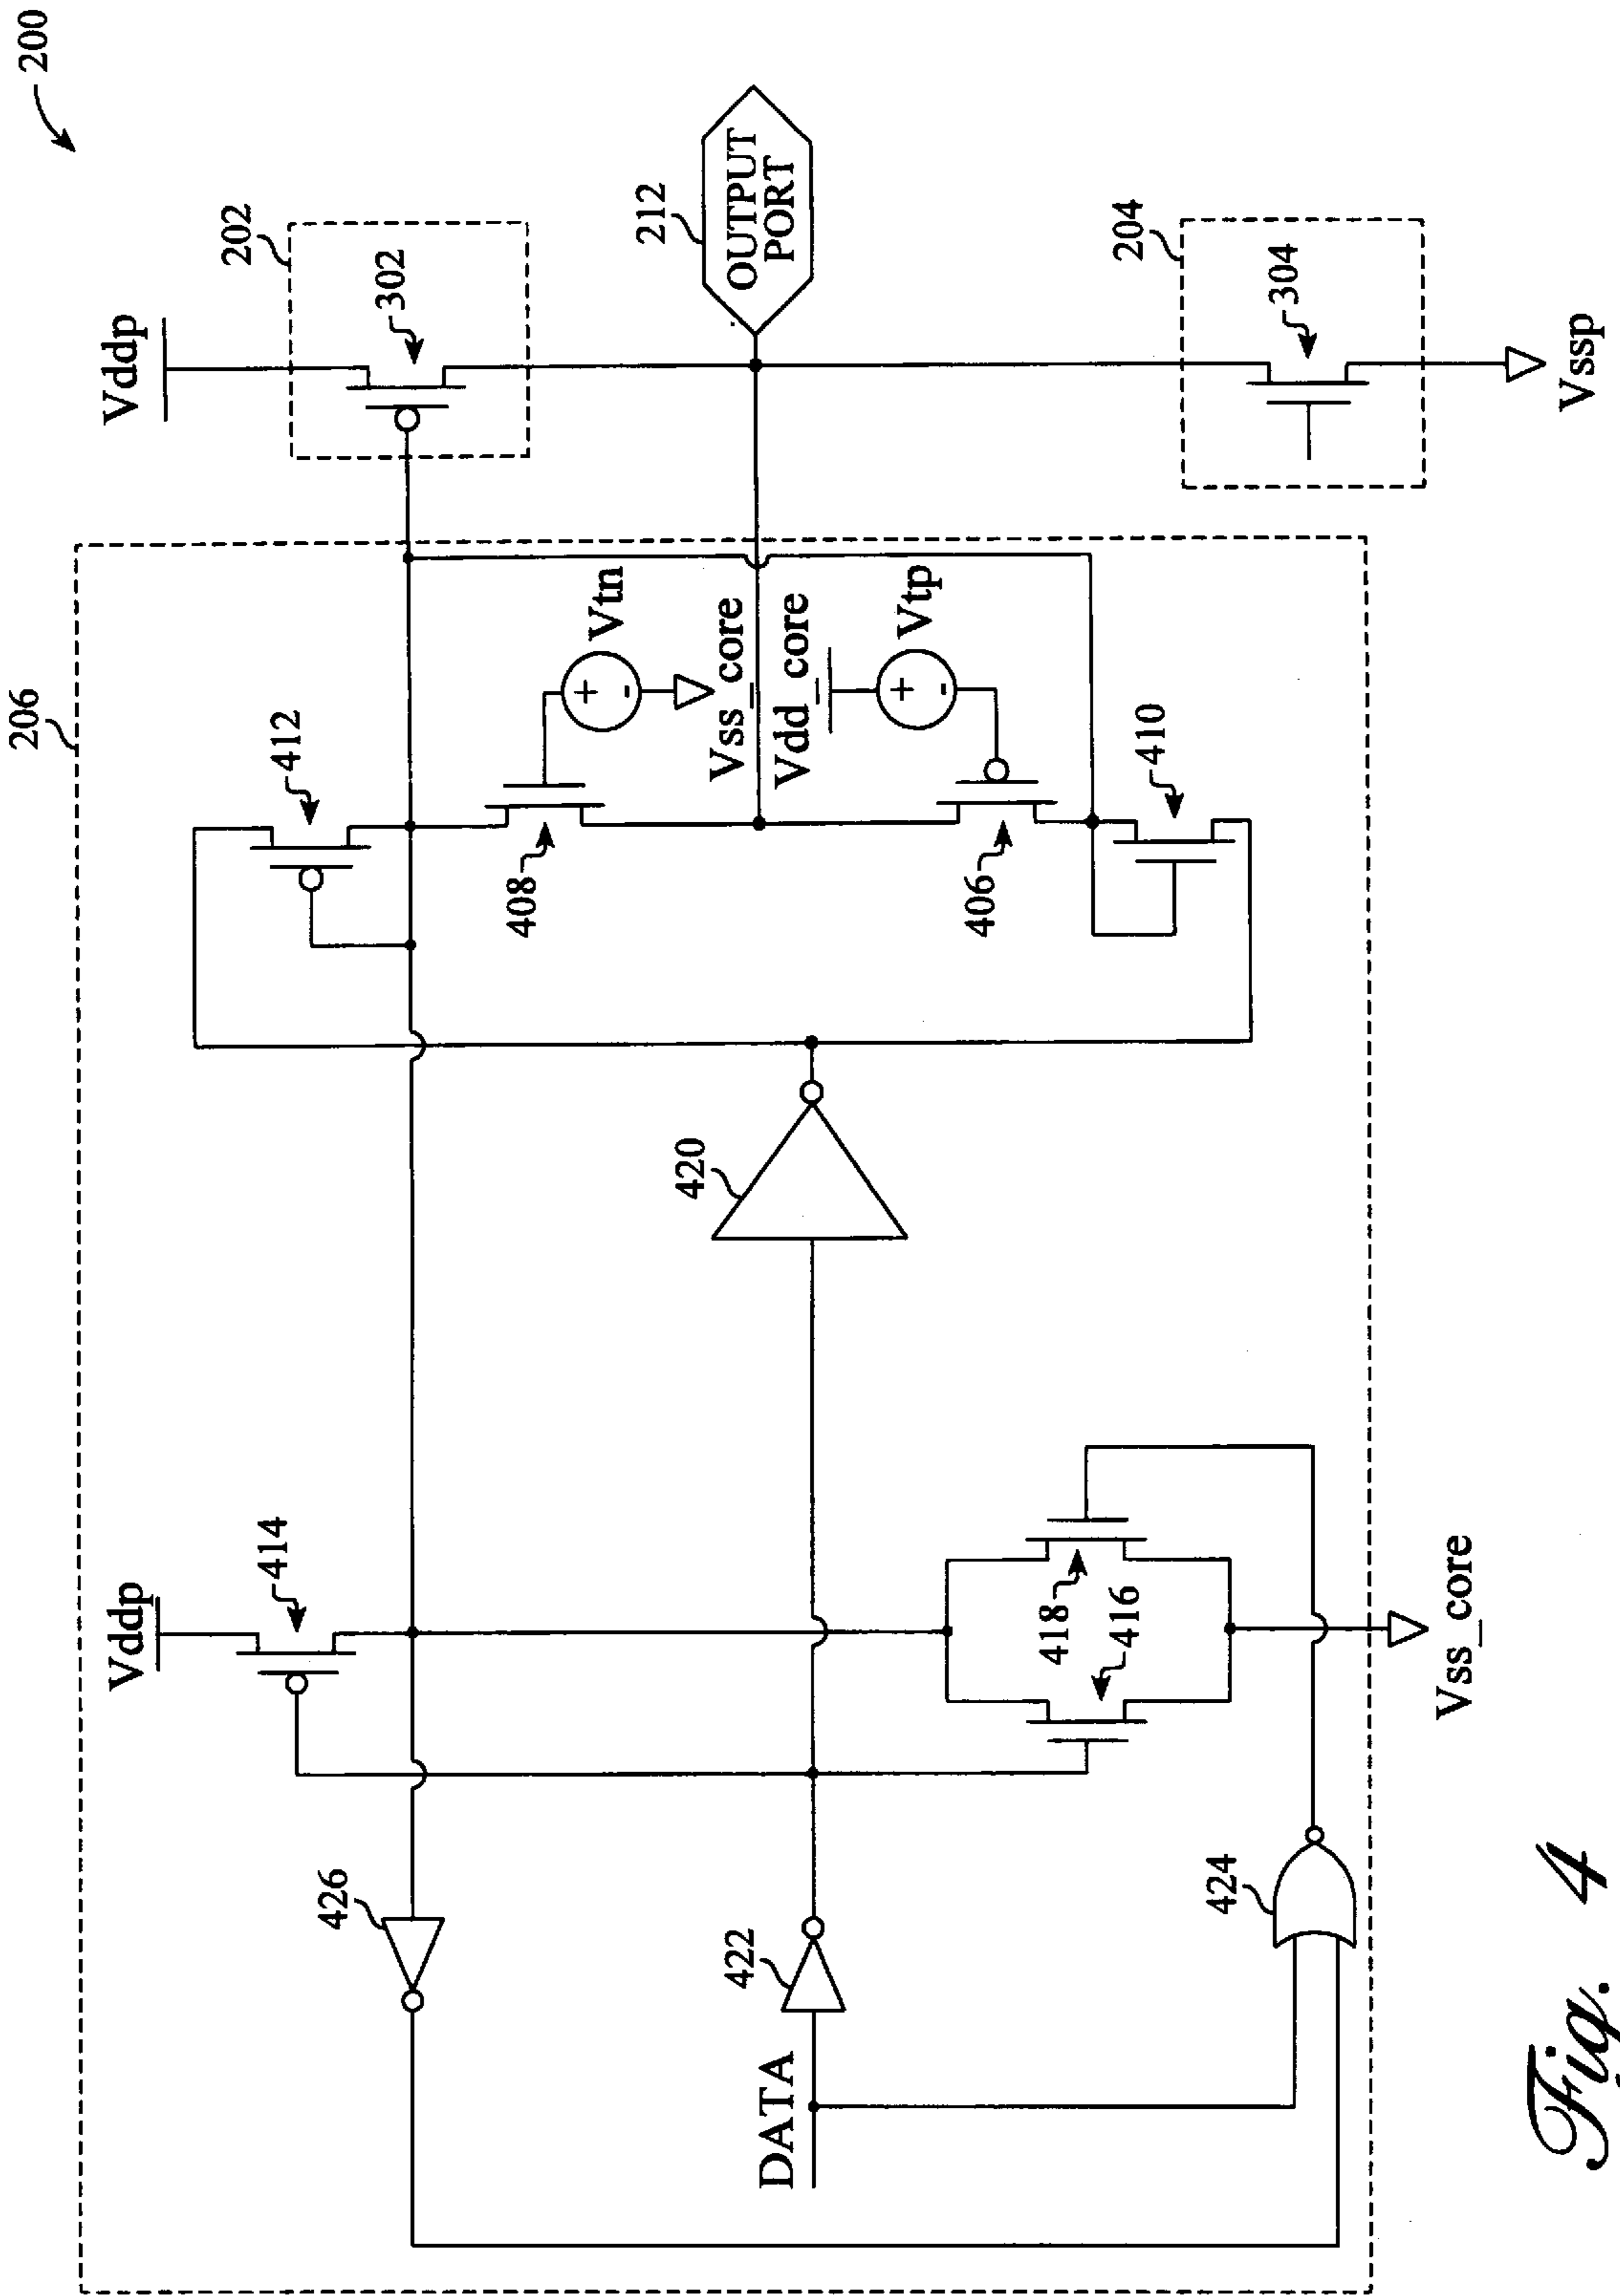 200
206
202
Vddp
302
412
Vddp
414
426
408
Vtn
Vss_core
Vdd_core
Vtp
406
410
212
OUTPUT
PORT
420
422
DATA
418
416
424
Vss_core
204
304
Vssp
Fig. 4